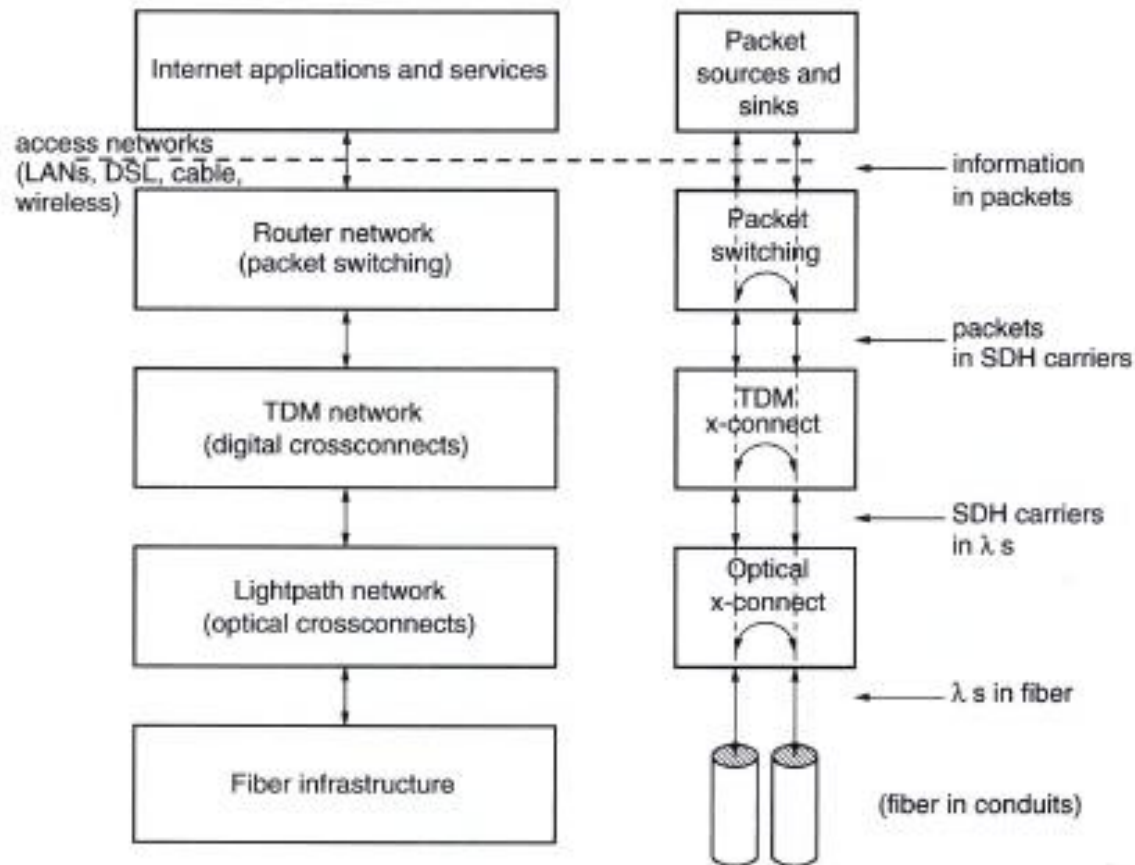 Internet applications and services
Packet
sources and
sinks
access networks
(LANs, DSL, cable,
wireless)
information
in packets
Router network
(packet switching)
Packet
switching
packets
in SDH carriers
TDM network
(digital crossconnects)
TDM
x-connect
SDH carriers
in λ s
Lightpath network
(optical crossconnects)
Optical
x-connect
λ s in fiber
Fiber infrastructure
(fiber in conduits)